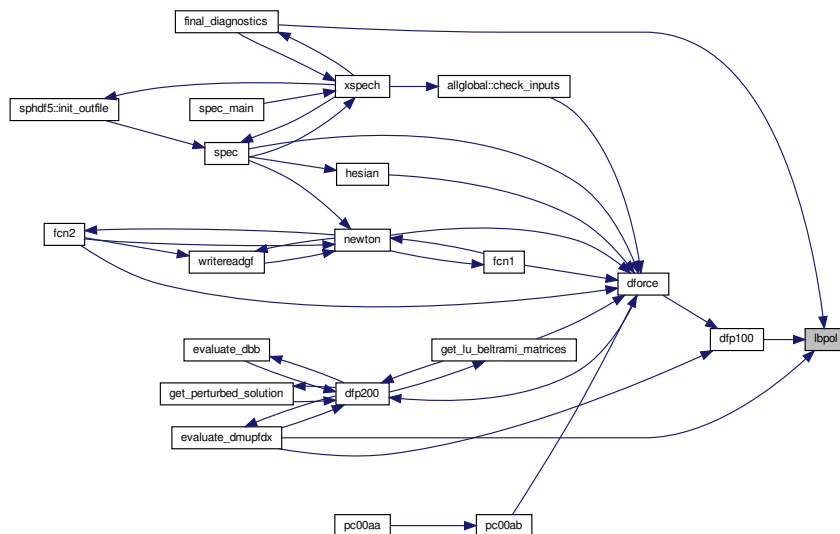 final_diagnostics
xspech
allglobal::check_inputs
sphdf5::init_outfile
spec_main
spec
hesian
fcn2
newton
writereadgf
fcn1
dforce
lbpol
dfp100
evaluate_dbb
get_lu_beltrami_matrices
get_perturbed_solution
dfp200
evaluate_dmupfdx
pc00aa
pc00ab